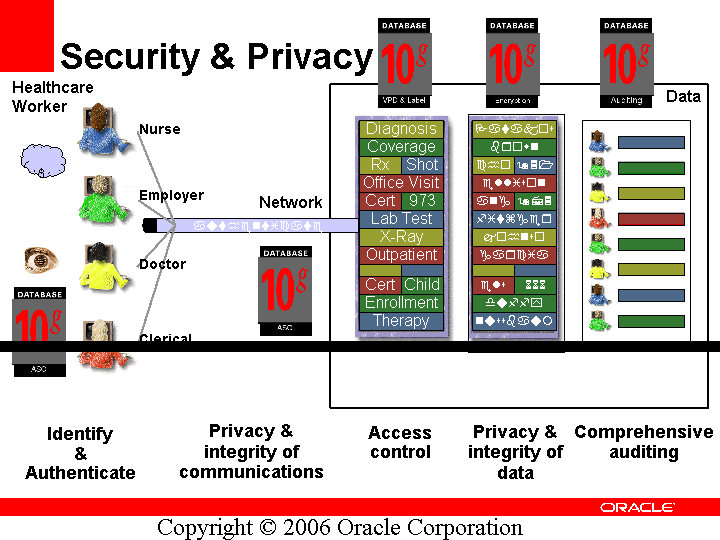 Security & Privacy
DATABASE
10g
VPD & Label
DATABASE
10g
Encryption
DATABASE
10g
Auditing
Healthcare
Worker
Data
Nurse
Employer
Network
Doctor
Clerical
DATABASE
10g
ASO
DATABASE
10g
ASO
Diagnosis
Coverage
Rx Shot
Office Visit
Cert 973
Lab Test
X-Ray
Outpatient
Cert Child
Enrollment
Therapy
Identify
&
Authenticate
Privacy &
integrity of
communications
Access
control
Privacy &
integrity of
data
Comprehensive
auditing
ORACLE
Copyright © 2006 Oracle Corporation